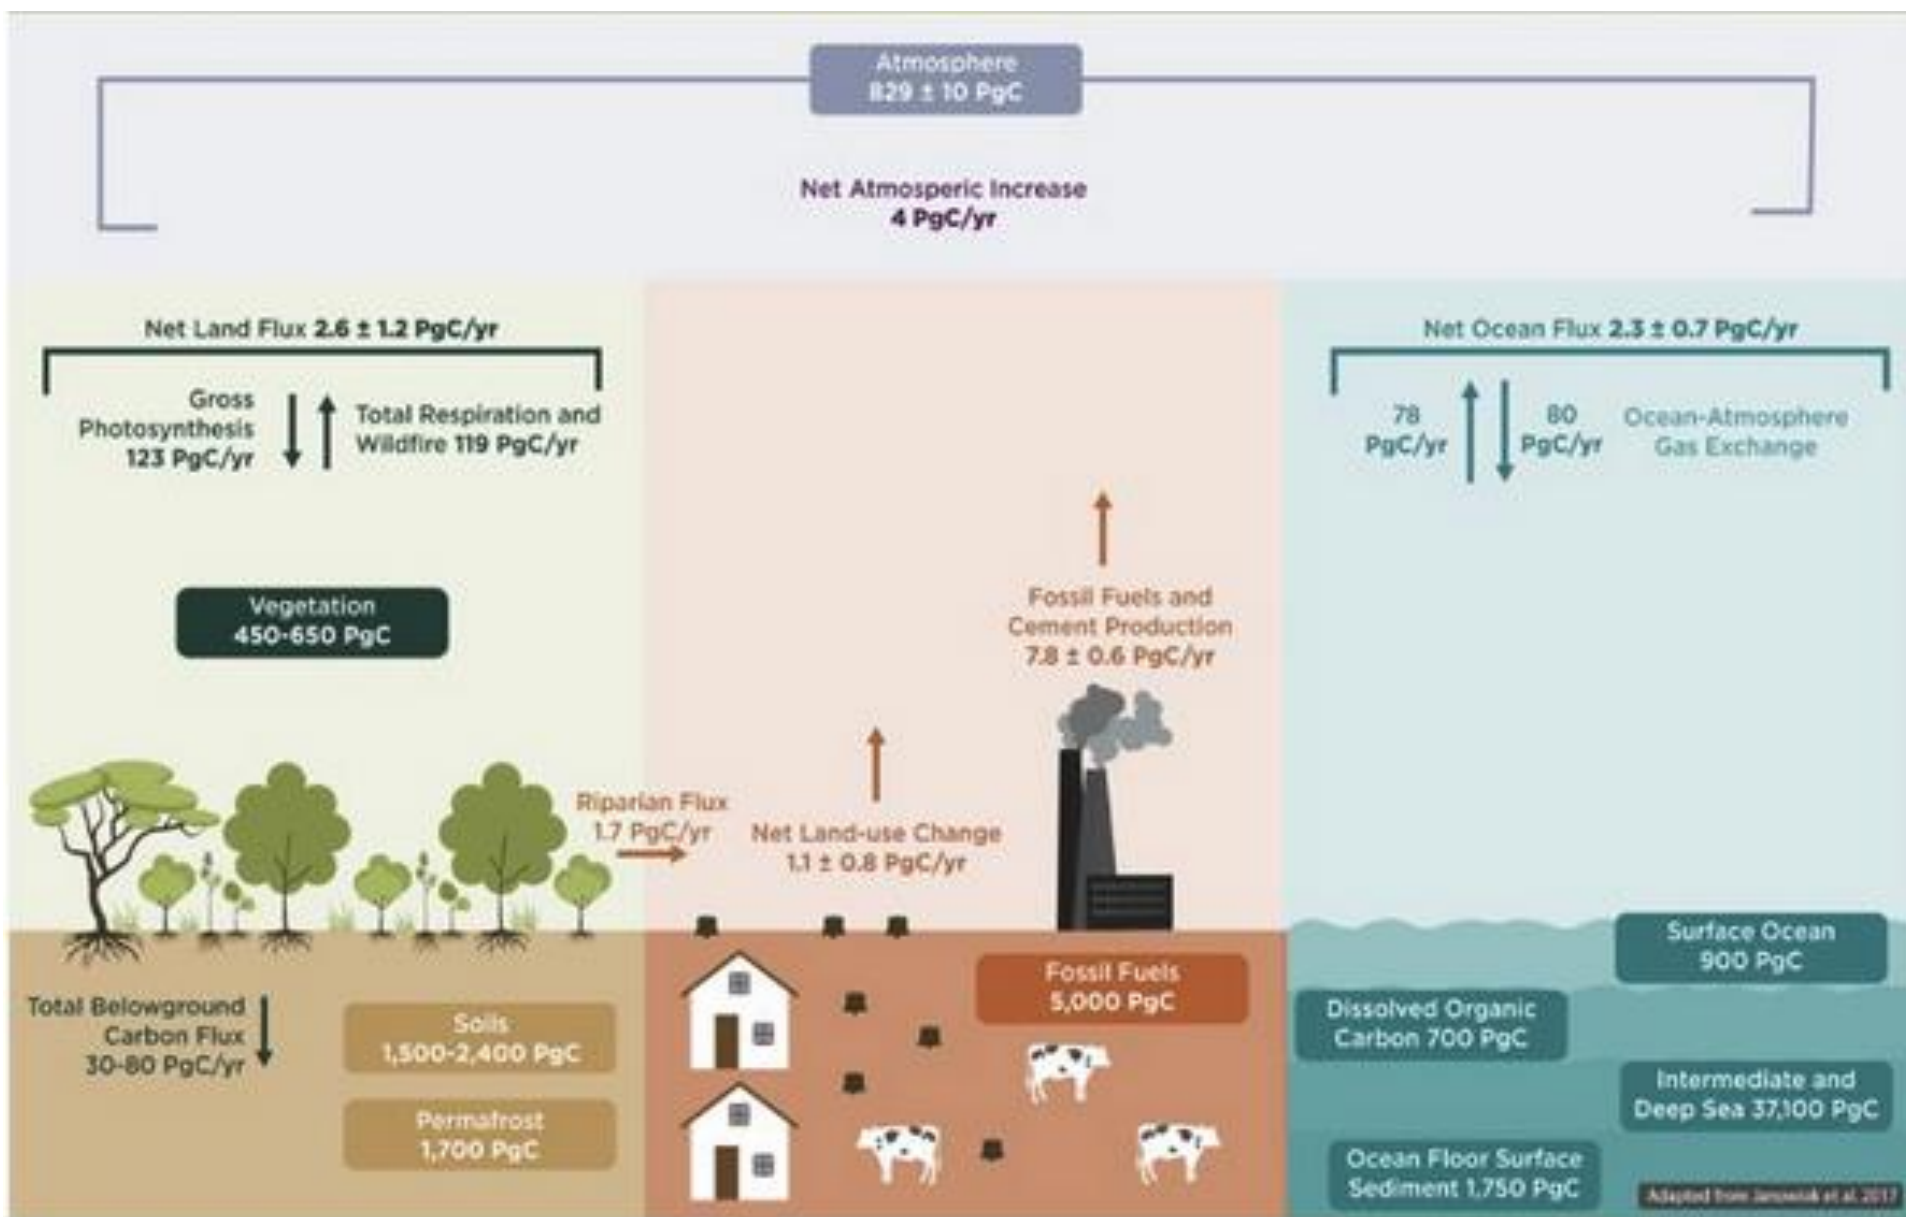 Atmosphere
829 ± 10 PgC
Net Atmosperic Increase
4 PgC/yr
Net Land Flux 2.6 ± 1.2 PgC/yr
Gross
Photosynthesis
123 PgC/yr
Total Respiration and
Wildfire 119 PgC/yr
Vegetation
450-650 PgC
Riparian Flux
1.7 PgC/yr
Net Land-use Change
1.1 ± 0.8 PgC/yr
Fossil Fuels and
Cement Production
7.8 ± 0.6 PgC/yr
Net Ocean Flux 2.3 ± 0.7 PgC/yr
78
PgC/yr
80
PgC/yr
Ocean-Atmosphere
Gas Exchange
Total Belowground
Carbon Flux
30-80 PgC/yr
Soils
1,500-2,400 PgC
Permafrost
1,700 PgC
Fossil Fuels
5,000 PgC
Surface Ocean
900 PgC
Dissolved Organic
Carbon 700 PgC
Intermediate and
Deep Sea 37,100 PgC
Ocean Floor Surface
Sediment 1,750 PgC
Adapted from Janowiak et al. 2017